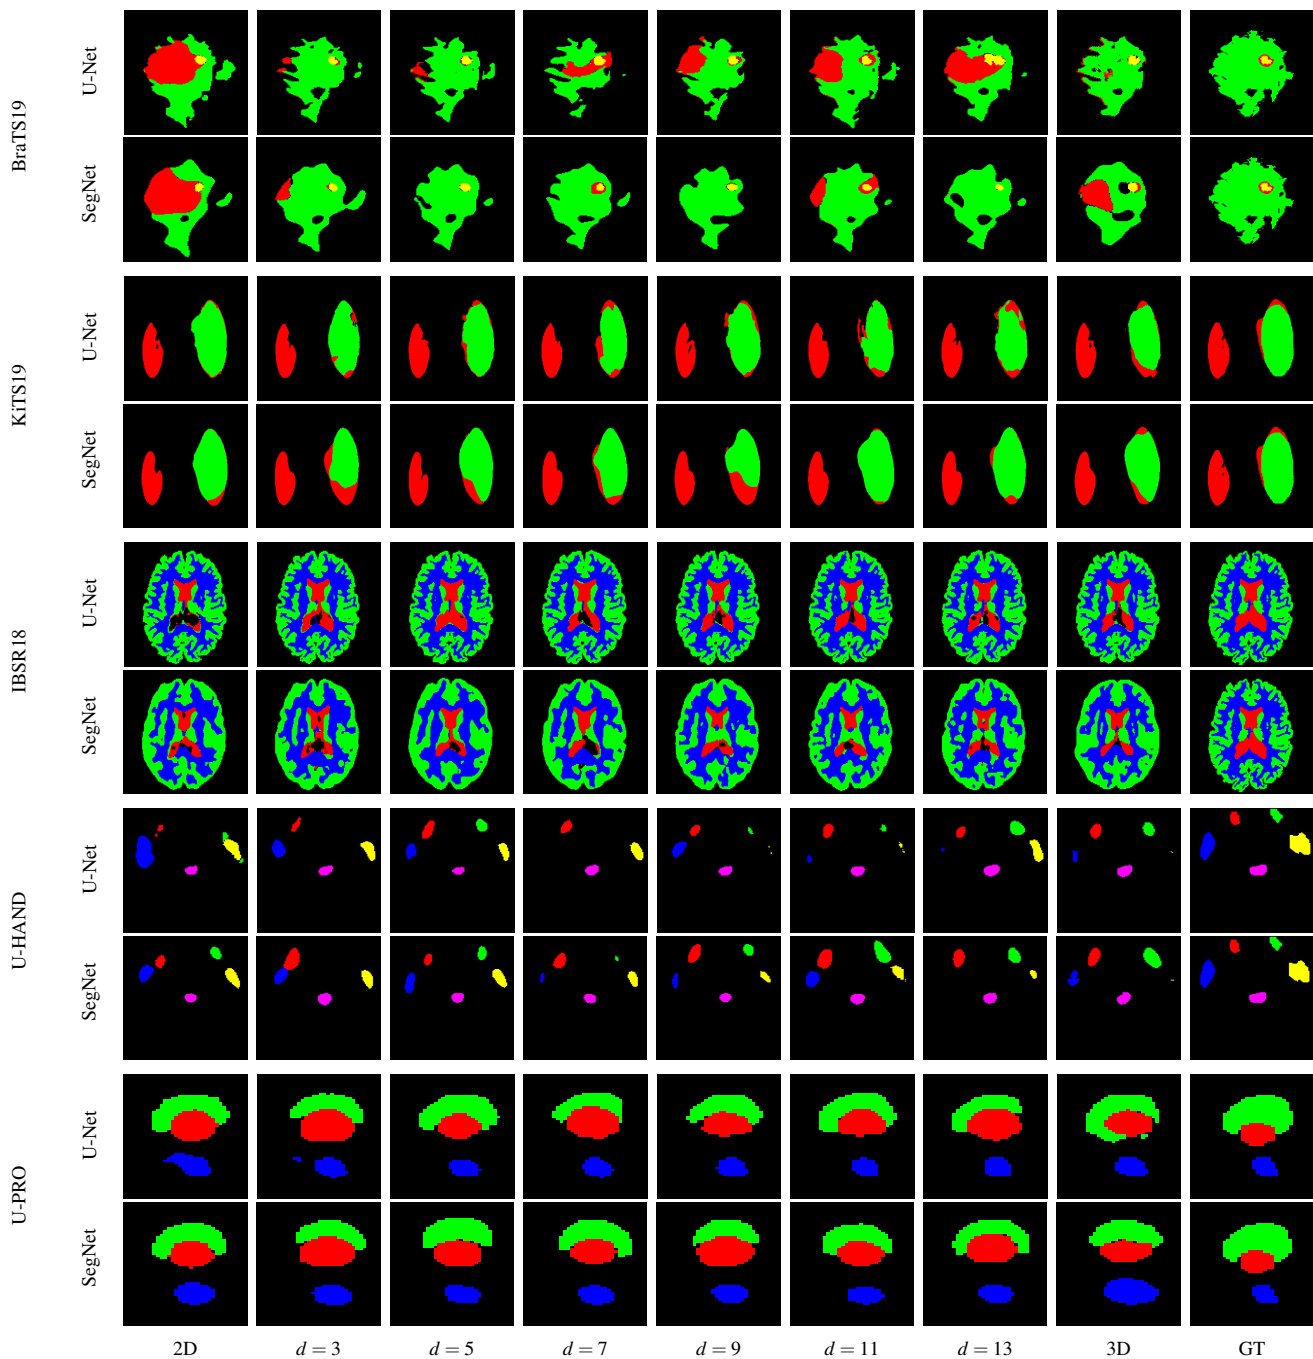 BraTS19
U-Net
SegNet
KiTS19
U-Net
SegNet
IBSR18
U-Net
SegNet
U-HAND
U-Net
SegNet
U-PRO
U-Net
SegNet
2D d = 3 d = 5 d = 7 d = 9 d = 11 d = 13 3D GT